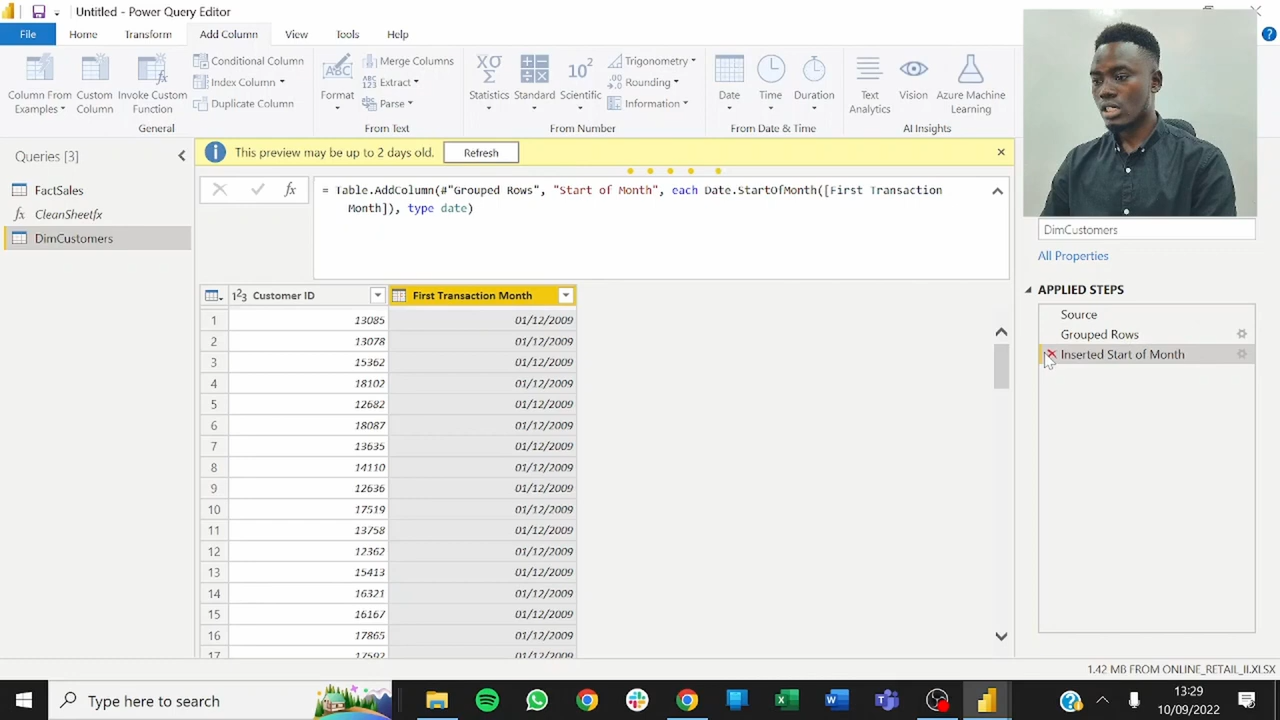 Untitled - Power Query Editor
File Home Transform Add Column View Tools Help
Column From Examples
Custom Column
Invoke Custom Function
Conditional Column
Index Column
Duplicate Column
General
Format
Merge Columns
Extract
Parse
From Text
Statistics
Standard
Scientific
Trigonometry
Rounding
Information
From Number
Date
Time
Duration
From Date & Time
Text Analytics
Vision
Azure Machine Learning
AI Insights
Queries [3]
FactSales
CleanSheetfx
DimCustomers
This preview may be up to 2 days old. Refresh
= Table.AddColumn(#"Grouped Rows", "Start of Month", each Date.StartOfMonth([First Transaction
Month]), type date)
Customer ID First Transaction Month
1 13085 01/12/2009
2 13078 01/12/2009
3 15362 01/12/2009
4 18102 01/12/2009
5 12682 01/12/2009
6 18087 01/12/2009
7 13635 01/12/2009
8 14110 01/12/2009
9 12636 01/12/2009
10 17519 01/12/2009
11 13758 01/12/2009
12 12362 01/12/2009
13 15413 01/12/2009
14 16321 01/12/2009
15 16167 01/12/2009
16 17865 01/12/2009
17 17592 01/12/2009
DimCustomers
All Properties
APPLIED STEPS
Source
Grouped Rows
Inserted Start of Month
1.42 MB FROM ONLINE_RETAIL_II.XLSX
Type here to search
13:29
10/09/2022